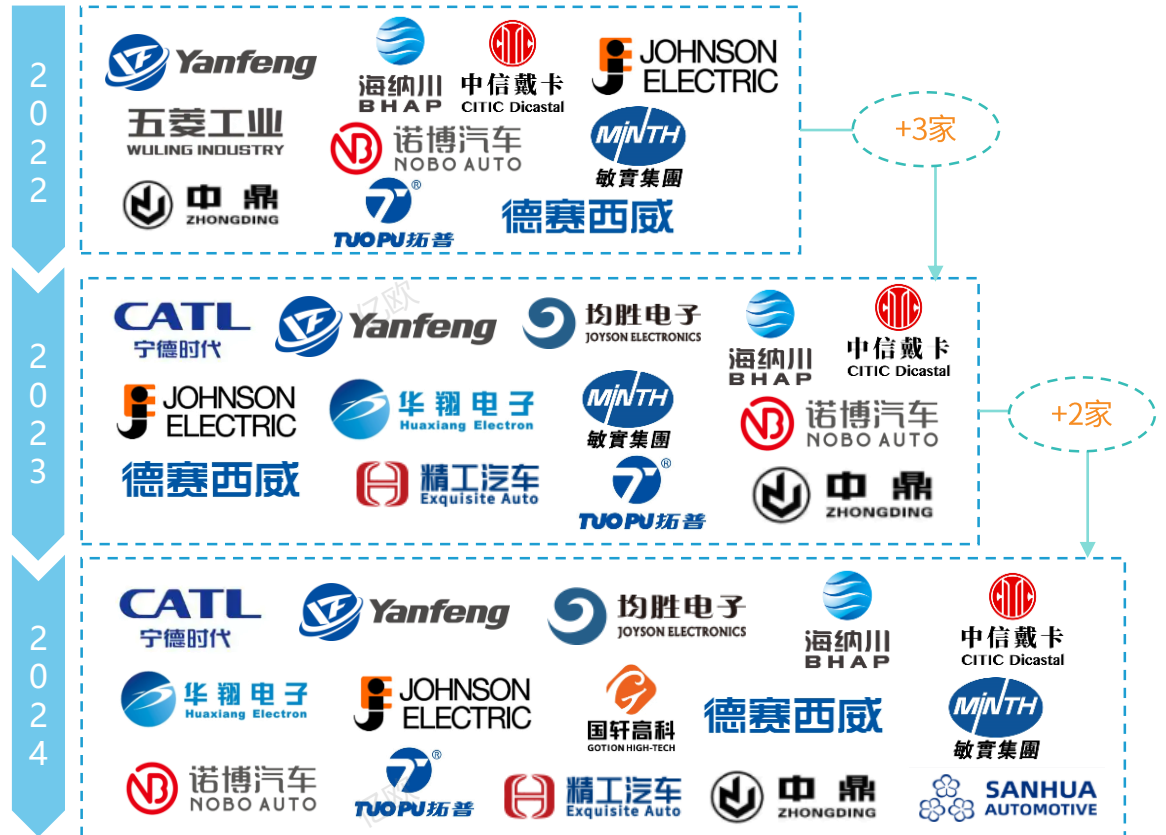 2022
Yanfeng
海纳川
BHAP
中信戴卡
CITIC Dicastal
JOHNSON
ELECTRIC
五菱工业
WULING INDUSTRY
诺博汽车
NOBO AUTO
MINTH
敏實集團
中鼎
ZHONGDING
TUOPU拓普
德赛西威
+3家
2023
CATL
宁德时代
Yanfeng
均胜电子
JOYSON ELECTRONICS
海纳川
BHAP
中信戴卡
CITIC Dicastal
JOHNSON
ELECTRIC
华翔电子
Huaxiang Electron
MINTH
敏實集團
诺博汽车
NOBO AUTO
德赛西威
精工汽车
Exquisite Auto
TUOPU拓普
中鼎
ZHONGDING
亿欧
+2家
2024
CATL
宁德时代
Yanfeng
均胜电子
JOYSON ELECTRONICS
海纳川
BHAP
中信戴卡
CITIC Dicastal
华翔电子
Huaxiang Electron
JOHNSON
ELECTRIC
国轩高科
GOTION HIGH-TECH
德赛西威
MINTH
敏實集團
诺博汽车
NOBO AUTO
TUOPU拓普
精工汽车
Exquisite Auto
中鼎
ZHONGDING
SANHUA
AUTOMOTIVE
亿欧